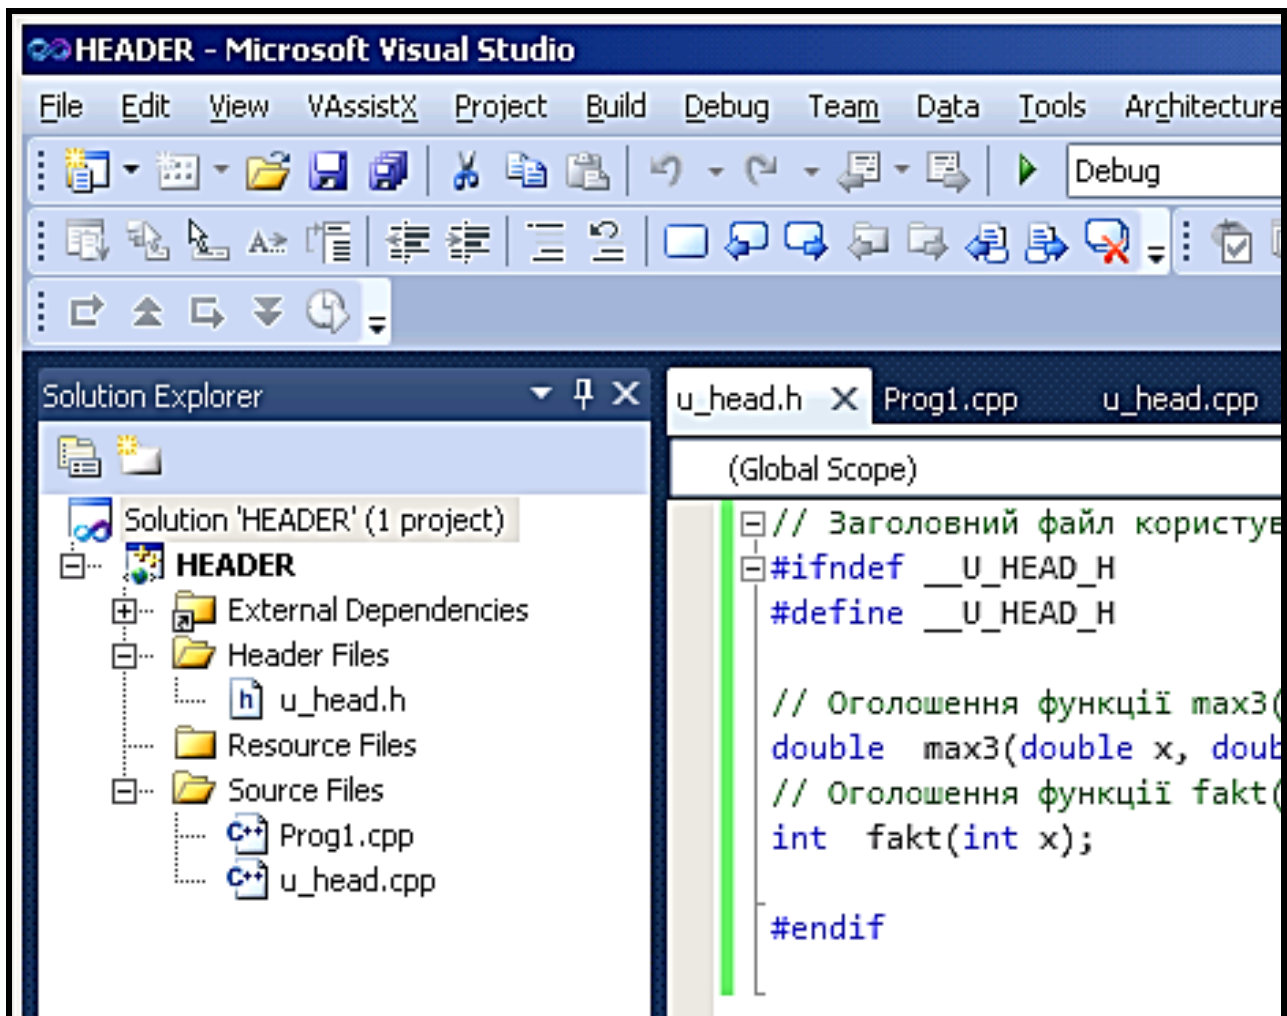 HEADER - Microsoft Visual Studio
File Edit View VAssistX Project Build Debug Team Data Tools Architecture
Debug
Solution Explorer
u_head.h Prog1.cpp u_head.cpp
(Global Scope)
Solution 'HEADER' (1 project)
HEADER
External Dependencies
Header Files
u_head.h
Resource Files
Source Files
Prog1.cpp
u_head.cpp
// Заголовний файл користув
#ifndef __U_HEAD_H
#define __U_HEAD_H
// Оголошення функції max3(
double max3(double x, doub
// Оголошення функції fakt(
int fakt(int x);
#endif